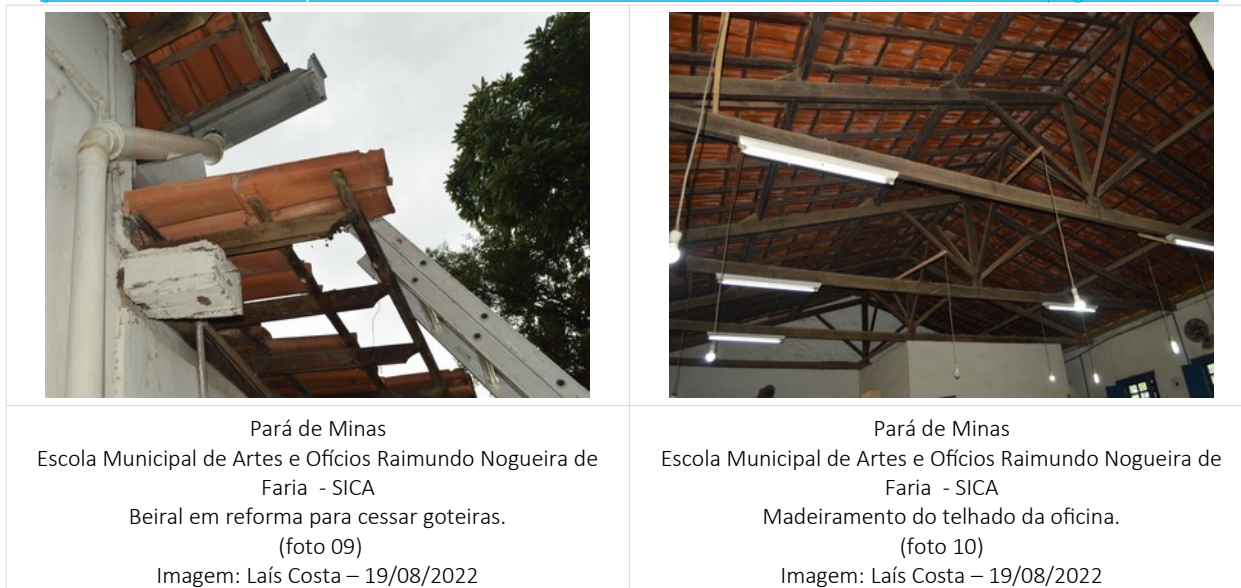 Pará de Minas
Escola Municipal de Artes e Ofícios Raimundo Nogueira de
Faria  - SICA
Beiral em reforma para cessar goteiras.
(foto 09)
Imagem: Laís Costa – 19/08/2022
Pará de Minas
Escola Municipal de Artes e Ofícios Raimundo Nogueira de
Faria  - SICA
Madeiramento do telhado da oficina.
(foto 10)
Imagem: Laís Costa – 19/08/2022